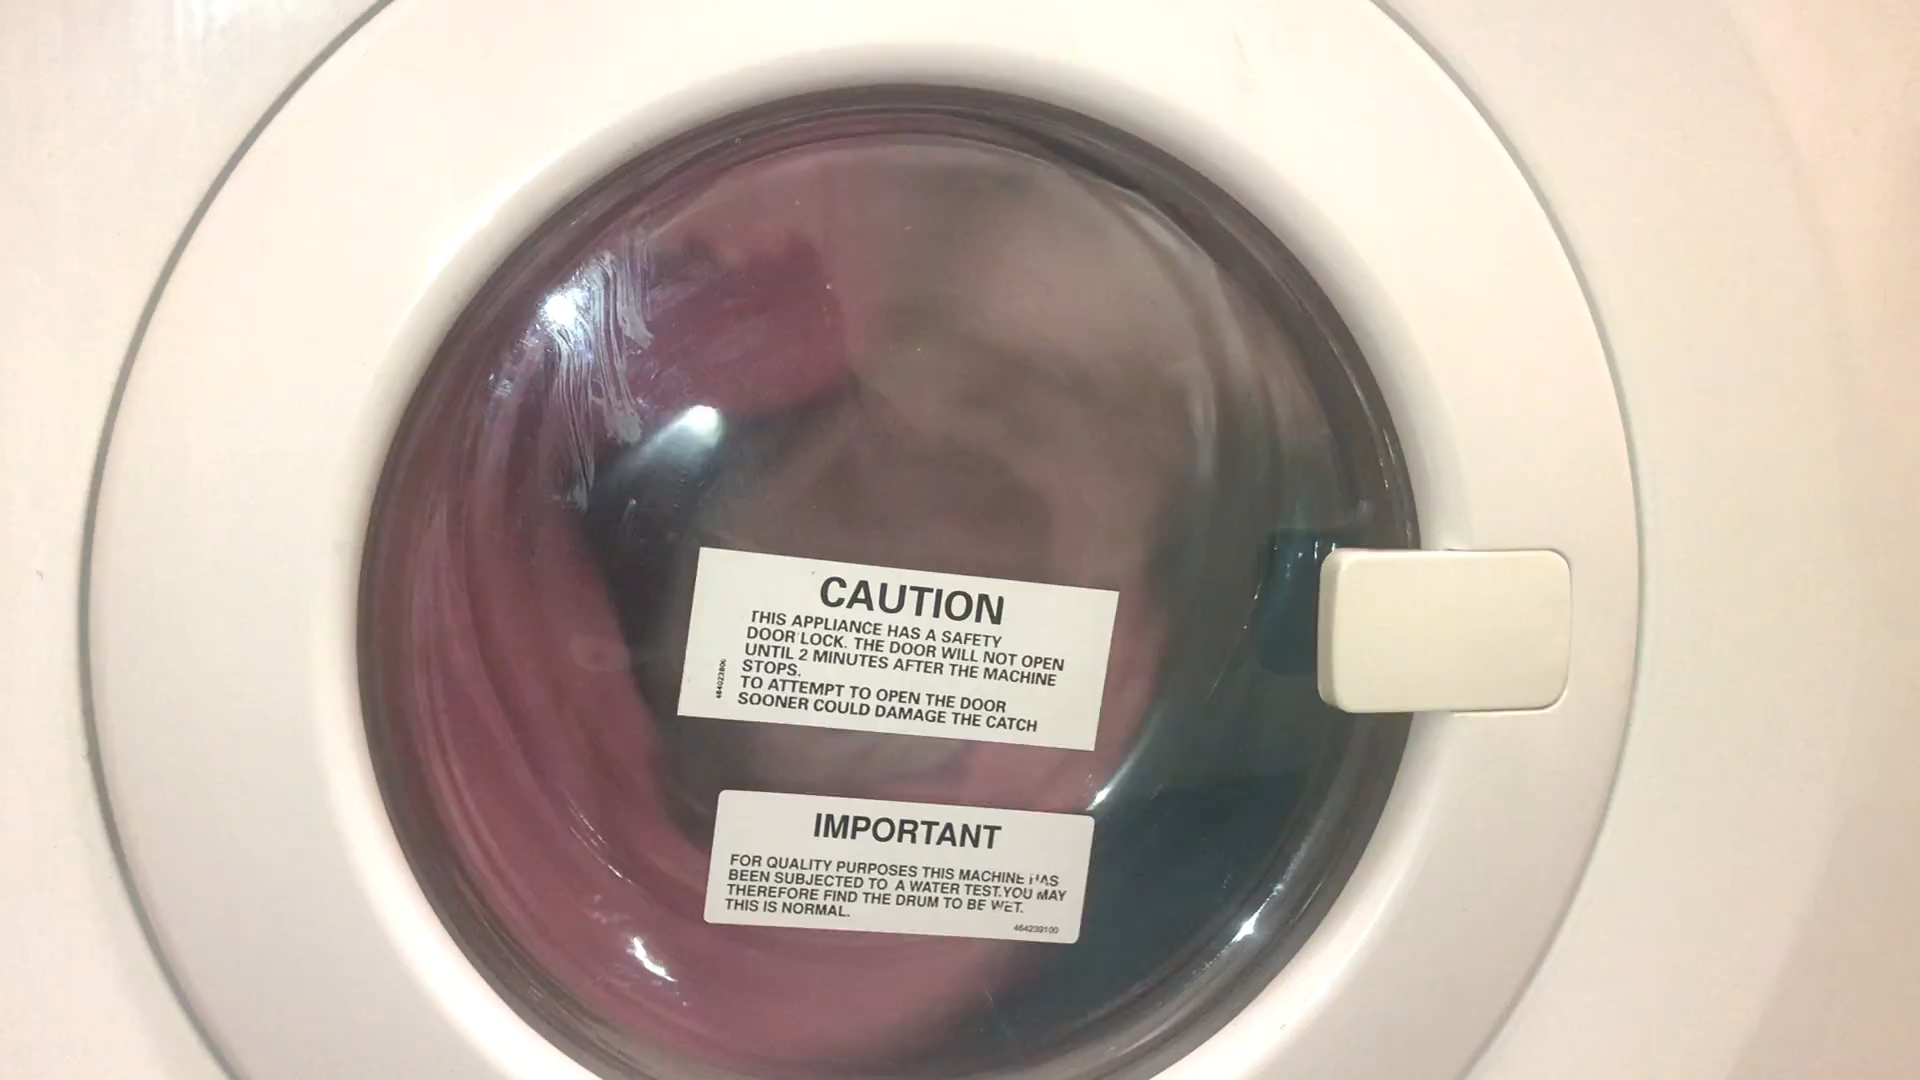 CAUTION
THIS APPLIANCE HAS A SAFETY
DOOR LOCK. THE DOOR WILL NOT OPEN
UNTIL 2 MINUTES AFTER THE MACHINE
STOPS.
TO ATTEMPT TO OPEN THE DOOR
SOONER COULD DAMAGE THE CATCH
464023806
IMPORTANT
FOR QUALITY PURPOSES THIS MACHINE HAS
BEEN SUBJECTED TO A WATER TEST.YOU MAY
THEREFORE FIND THE DRUM TO BE WET.
THIS IS NORMAL.
464239100